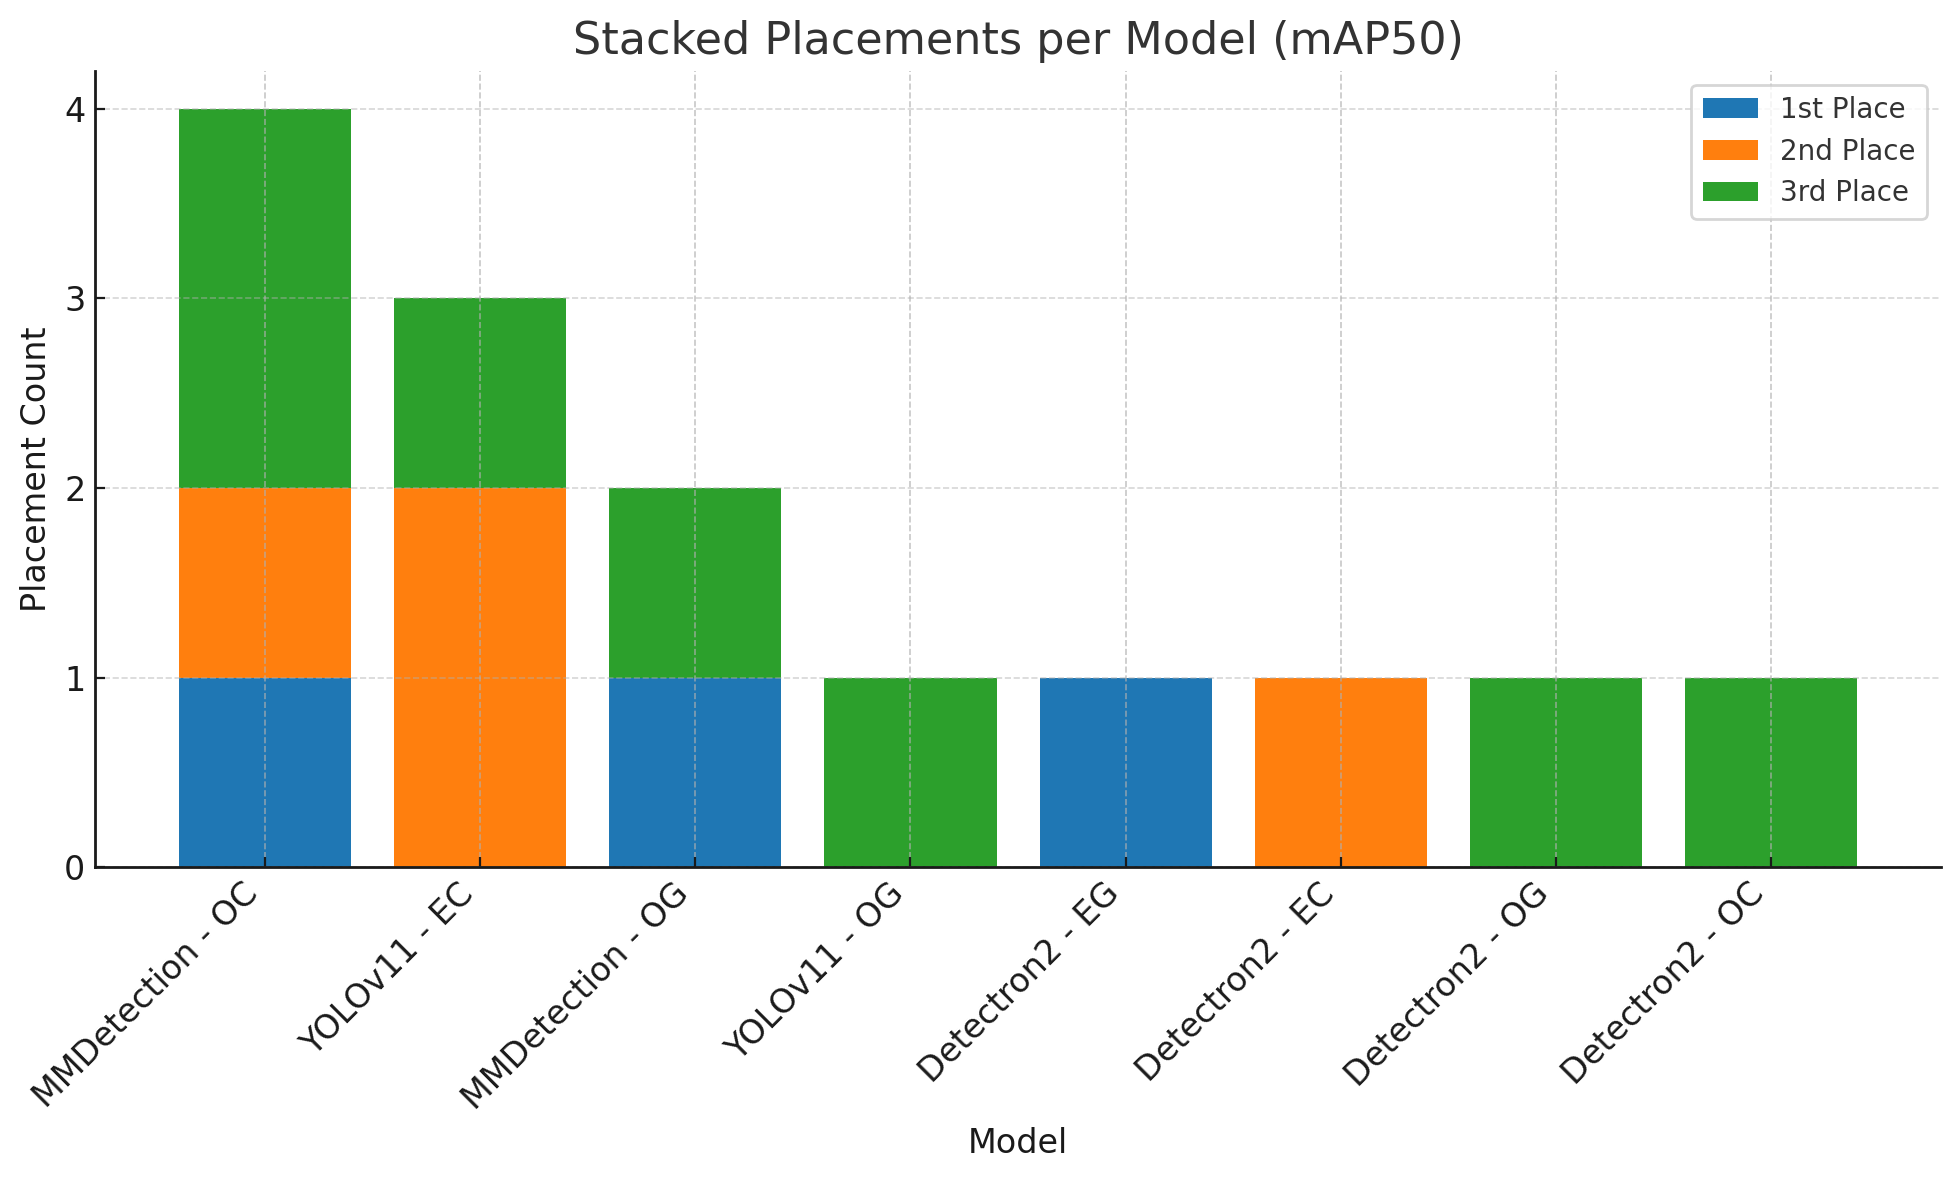 Stacked Placements per Model (mAP50)
1st Place
2nd Place
3rd Place
Placement Count
4
3
2
1
0
MMDetection - OC
YOLOv11 - EC
MMDetection - OG
YOLOv11 - OG
Detectron2 - EG
Detectron2 - EC
Detectron2 - OG
Detectron2 - OC
Model